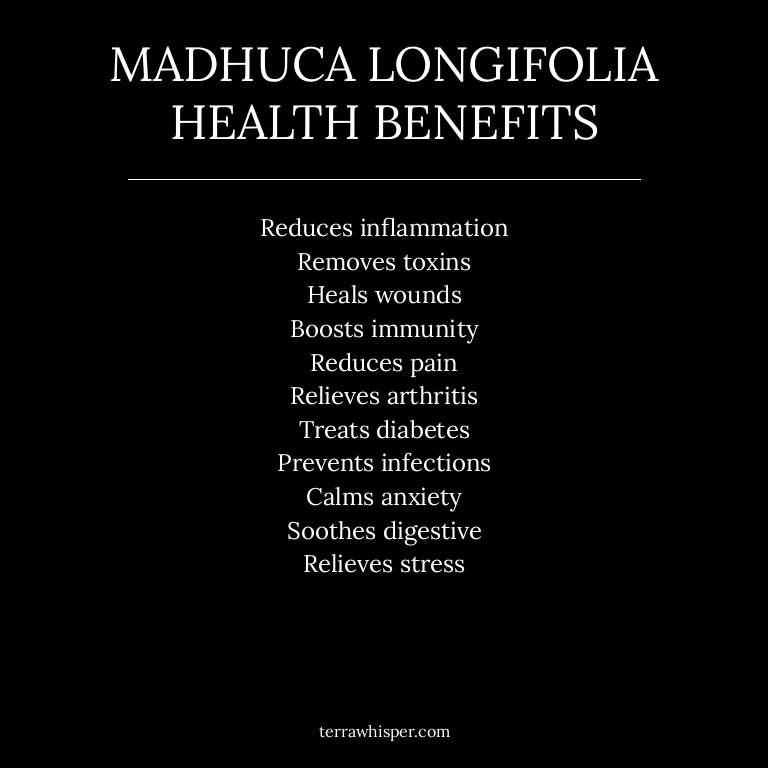 MADHUCA LONGIFOLIA
HEALTH BENEFITS
Reduces inflammation
Removes toxins
Heals wounds
Boosts immunity
Reduces pain
Relieves arthritis
Treats diabetes
Prevents infections
Calms anxiety
Soothes digestive
Relieves stress
terrawhisper.com